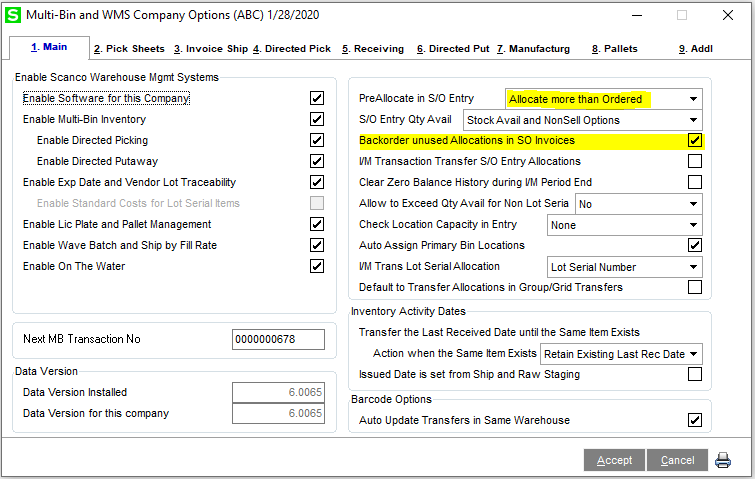 S Multi-Bin and WMS Company Options (ABC) 1/28/2020
1. Main 2. Pick Sheets 3. Invoice Ship 4. Directed Pick 5. Receiving 6. Directed Put 7. Manufacturg 8. Pallets 9. Addl
Enable Scanco Warehouse Mgmt Systems
Enable Software for this Company
Enable Multi-Bin Inventory
Enable Directed Picking
Enable Directed Putaway
Enable Exp Date and Vendor Lot Traceability
Enable Standard Costs for Lot Serial Items
Enable Lic Plate and Pallet Management
Enable Wave Batch and Ship by Fill Rate
Enable On The Water
Next MB Transaction No 0000000678
Data Version
Data Version Installed 6.0065
Data Version for this company 6.0065
PreAllocate in S/O Entry Allocate more than Ordered
S/O Entry Qty Avail Stock Avail and NonSell Options
Backorder unused Allocations in SO Invoices
I/M Transaction Transfer S/O Entry Allocations
Clear Zero Balance History during I/M Period End
Allow to Exceed Qty Avail for Non Lot Seria No
Check Location Capacity in Entry None
Auto Assign Primary Bin Locations
I/M Trans Lot Serial Allocation Lot Serial Number
Default to Transfer Allocations in Group/Grid Transfers
Inventory Activity Dates
Transfer the Last Received Date until the Same Item Exists
Action when the Same Item Exists Retain Existing Last Rec Date
Issued Date is set from Ship and Raw Staging
Barcode Options
Auto Update Transfers in Same Warehouse
Accept Cancel